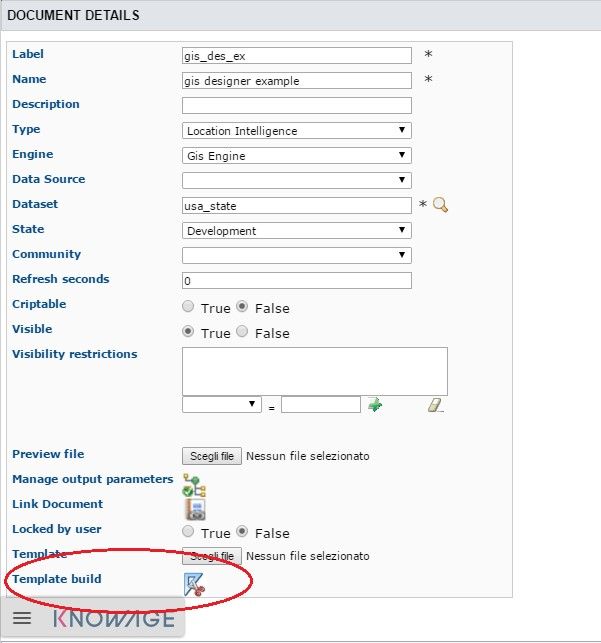 DOCUMENT DETAILS
Label gis_des_ex *
Name gis designer example *
Description
Type Location Intelligence
Engine Gis Engine
Data Source
Dataset usa_state *
State Development
Community
Refresh seconds 0
Criptable True False
Visible True False
Visibility restrictions
=
Preview file Scegli file Nessun file selezionato
Manage output parameters
Link Document
Locked by user True False
Template Scegli file Nessun file selezionato
Template build
KNOWAGE